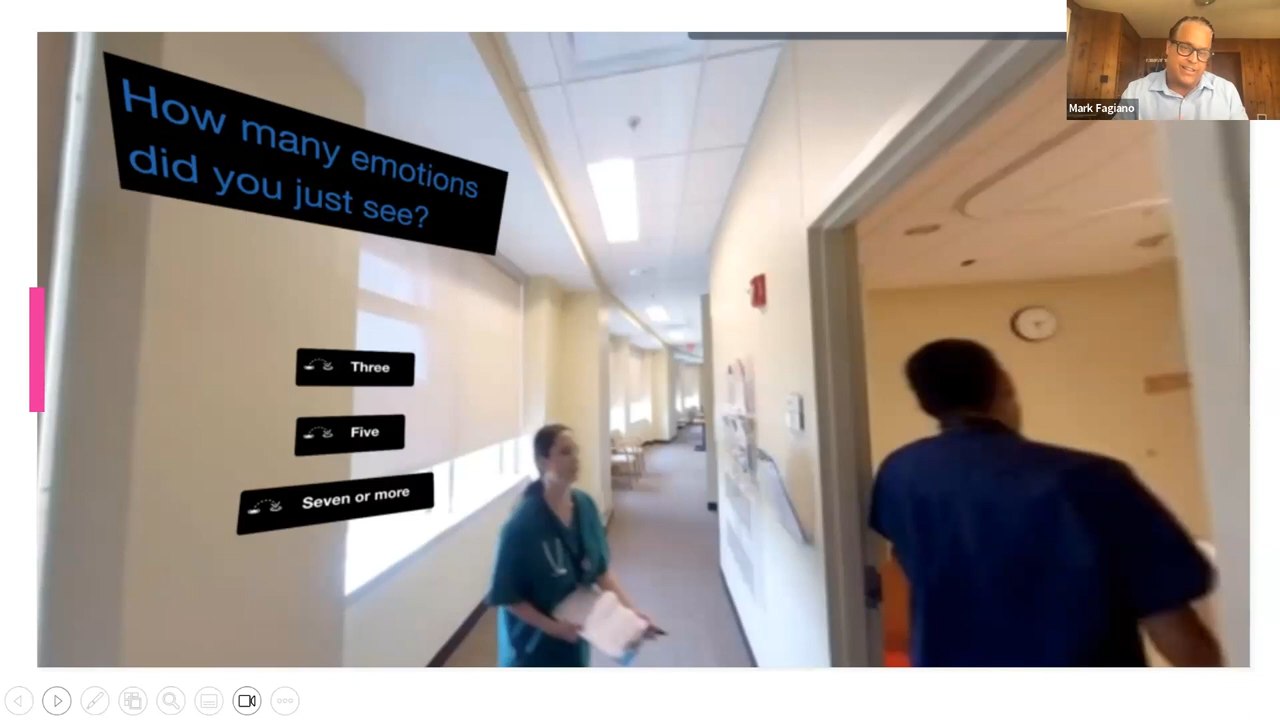 How many emotions
did you just see?
Three
Five
Seven or more
Mark Fagiano